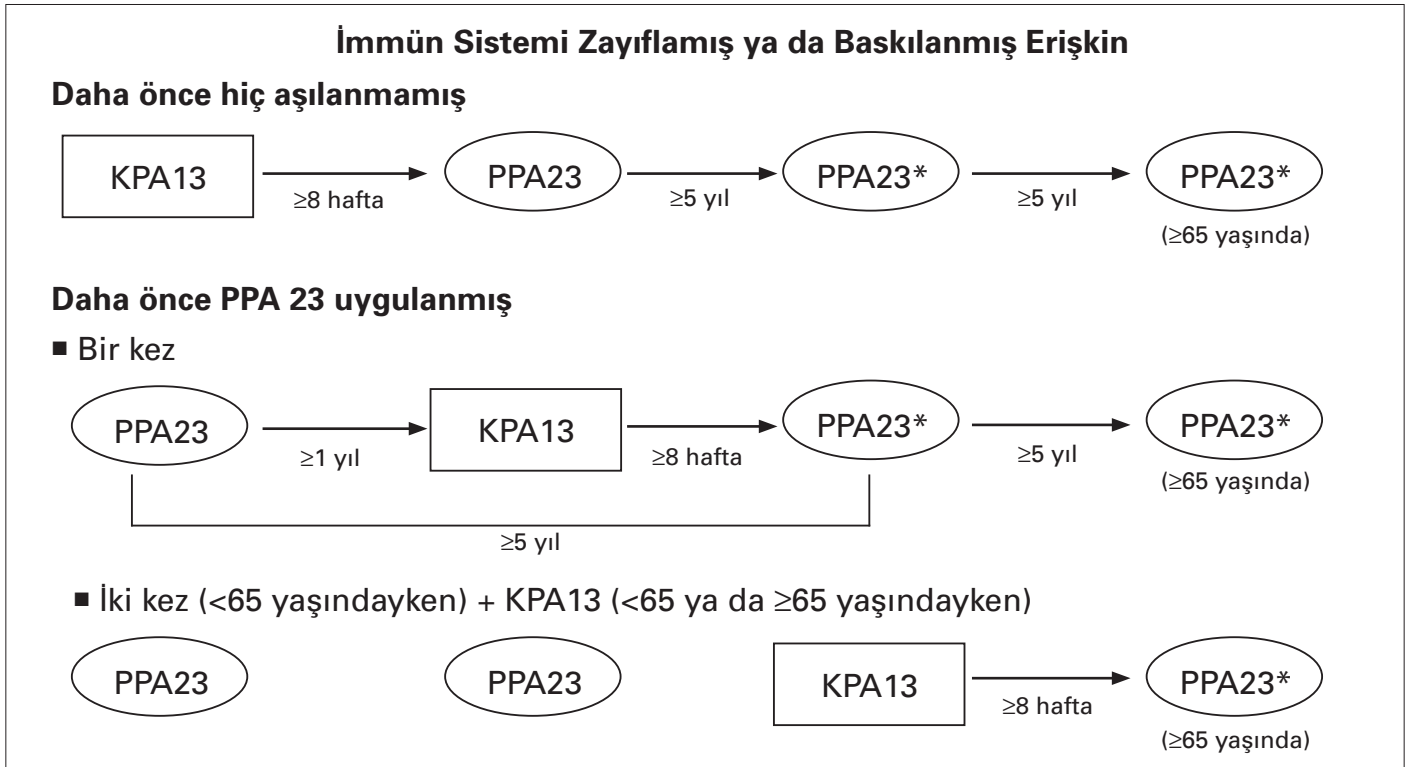 İmmün Sistemi Zayıflamış ya da Baskılanmış Erişkin
Daha önce hiç aşılanmamış
KPA13 ≥8 hafta PPA23 ≥5 yıl PPA23* ≥5 yıl PPA23*
(≥65 yaşında)
Daha önce PPA 23 uygulanmış
■ Bir kez
PPA23 ≥1 yıl KPA13 ≥8 hafta PPA23* ≥5 yıl PPA23*
(≥65 yaşında)
≥5 yıl
■ İki kez (<65 yaşındayken) + KPA13 (<65 ya da ≥65 yaşındayken)
PPA23 PPA23 KPA13 ≥8 hafta PPA23*
(≥65 yaşında)